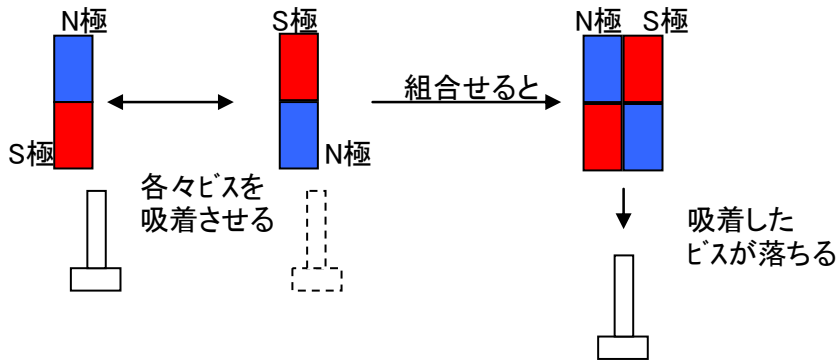 N極
S極
S極
N極
各々ビスを
吸着させる
組合せると
N極 S極
吸着した
ビスが落ちる